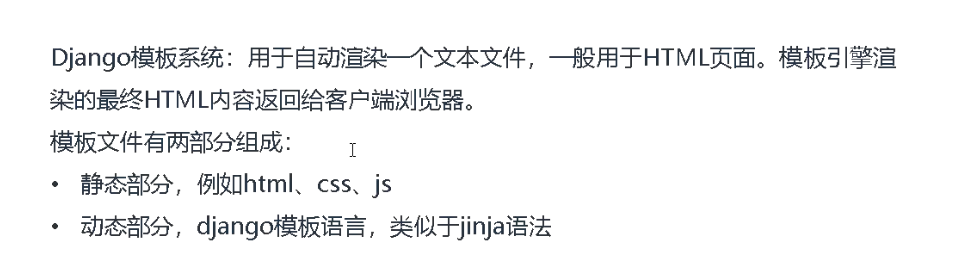 Django模板系统：用于自动渲染一个文本文件，一般用于HTML页面。模板引擎渲
染的最终HTML内容返回给客户端浏览器。
模板文件有两部分组成：
• 静态部分，例如html、css、js
• 动态部分，django模板语言，类似于jinja语法